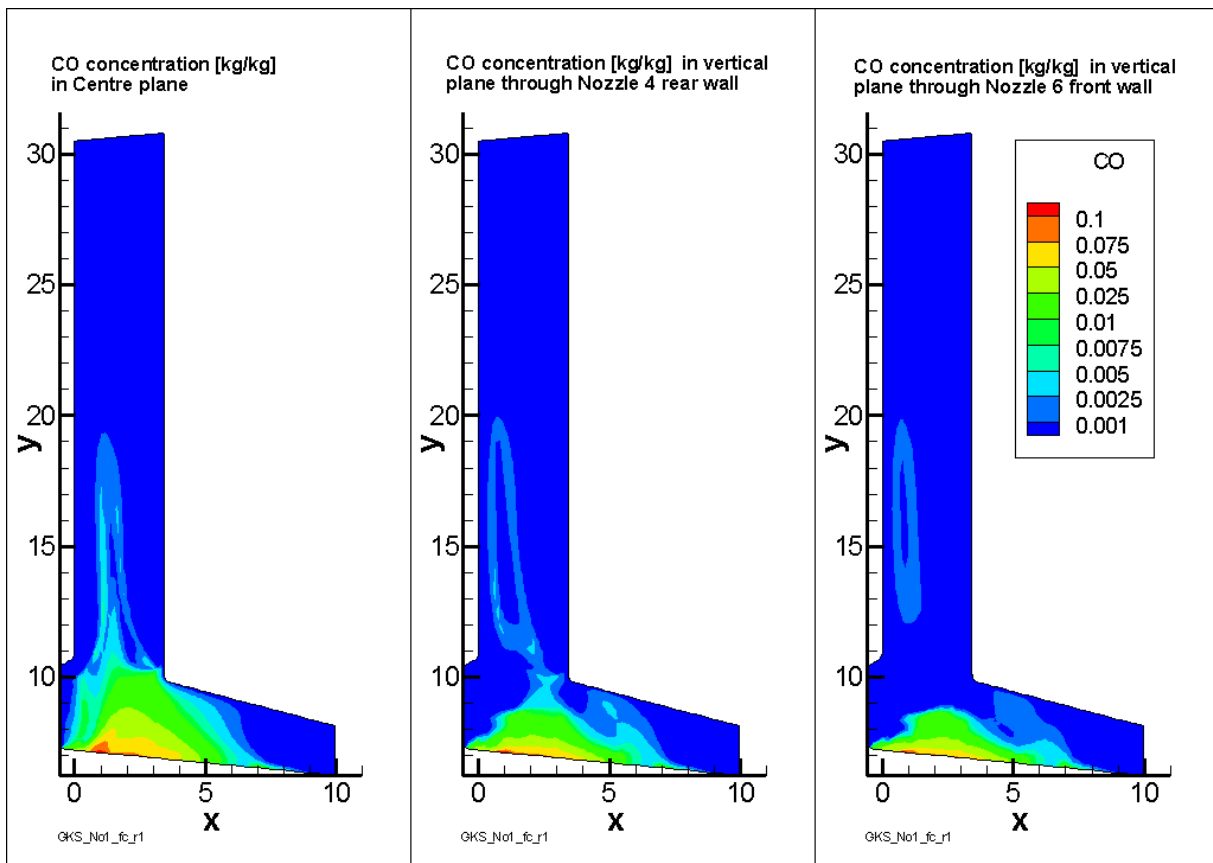 CO concentration [kg/kg]
in Centre plane
30
25
20
15
10
y
0
5
10
x
GKS_No1_fc_r1
CO concentration [kg/kg] in vertical
plane through Nozzle 4 rear wall
30
25
20
15
10
y
0
5
10
x
GKS_No1_fc_r1
CO concentration [kg/kg] in vertical
plane through Nozzle 6 front wall
30
25
20
15
10
y
0
5
10
x
GKS_No1_fc_r1
CO
0.1
0.075
0.05
0.025
0.01
0.0075
0.005
0.0025
0.001